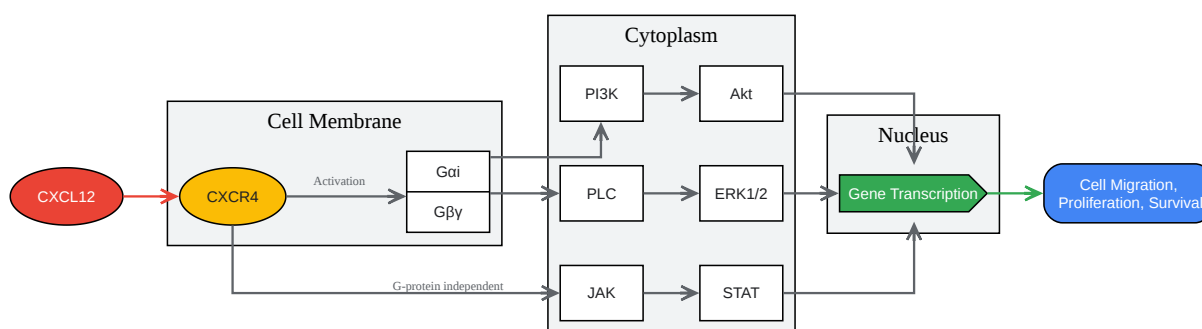 Cytoplasm
PI3K
Akt
Cell Membrane
Nucleus
CXCL12
CXCR4
Activation
Gαi
Gβγ
PLC
ERK1/2
Gene Transcription
Cell Migration,
Proliferation, Survival
G-protein independent
JAK
STAT